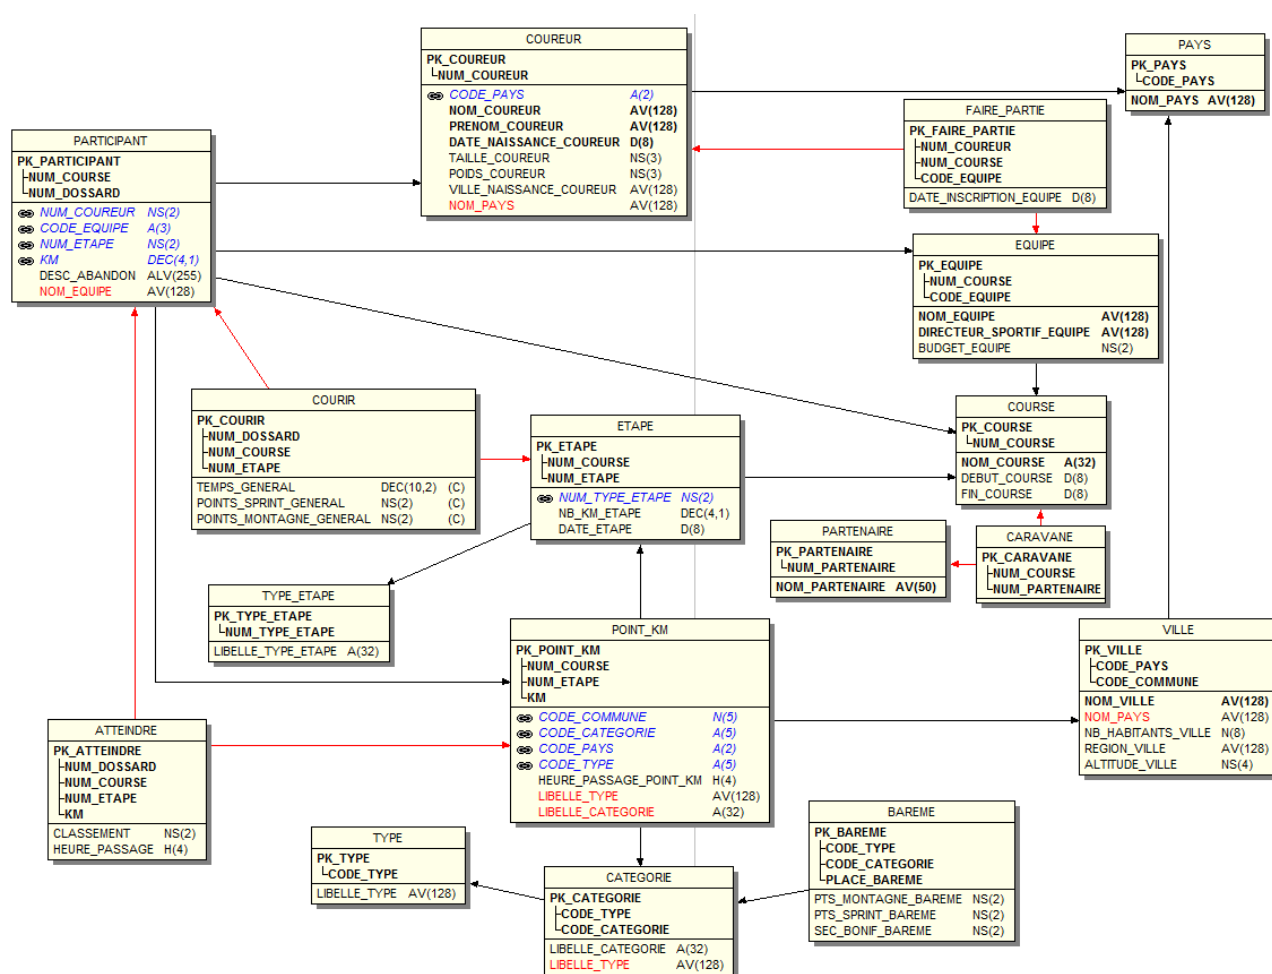 COUREUR
PK_COUREUR
NUM_COUREUR
CODE_PAYS A(2)
NOM_COUREUR AV(128)
PRENOM_COUREUR AV(128)
DATE_NAISSANCE_COUREUR D(8)
TAILLE_COUREUR NS(3)
POIDS_COUREUR NS(3)
VILLE_NAISSANCE_COUREUR AV(128)
NOM_PAYS AV(128)
PAYS
PK_PAYS
CODE_PAYS
NOM_PAYS AV(128)
FAIRE_PARTIE
PK_FAIRE_PARTIE
NUM_COUREUR
NUM_COURSE
CODE_EQUIPE
DATE_INSCRIPTION_EQUIPE D(8)
PARTICIPANT
PK_PARTICIPANT
NUM_COURSE
NUM_DOSSARD
NUM_COUREUR NS(2)
CODE_EQUIPE A(3)
NUM_ETAPE NS(2)
KM DEC(4,1)
DESC_ABANDON ALV(255)
NOM_EQUIPE AV(128)
EQUIPE
PK_EQUIPE
NUM_COURSE
CODE_EQUIPE
NOM_EQUIPE AV(128)
DIRECTEUR_SPORTIF_EQUIPE AV(128)
BUDGET_EQUIPE NS(2)
COURIR
PK_COURIR
NUM_DOSSARD
NUM_COURSE
NUM_ETAPE
TEMPS_GENERAL DEC(10,2) (C)
POINTS_SPRINT_GENERAL NS(2) (C)
POINTS_MONTAGNE_GENERAL NS(2) (C)
ETAPE
PK_ETAPE
NUM_COURSE
NUM_ETAPE
NUM_TYPE_ETAPE NS(2)
NB_KM_ETAPE DEC(4,1)
DATE_ETAPE D(8)
COURSE
PK_COURSE
NUM_COURSE
NOM_COURSE A(32)
DEBUT_COURSE D(8)
FIN_COURSE D(8)
PARTENAIRE
PK_PARTENAIRE
NUM_PARTENAIRE
NOM_PARTENAIRE AV(50)
CARAVANE
PK_CARAVANE
NUM_COURSE
NUM_PARTENAIRE
TYPE_ETAPE
PK_TYPE_ETAPE
NUM_TYPE_ETAPE
LIBELLE_TYPE_ETAPE A(32)
POINT_KM
PK_POINT_KM
NUM_COURSE
NUM_ETAPE
KM
CODE_COMMUNE N(5)
CODE_CATEGORIE A(5)
CODE_PAYS A(2)
CODE_TYPE A(5)
HEURE_PASSAGE_POINT_KM H(4)
LIBELLE_TYPE AV(128)
LIBELLE_CATEGORIE A(32)
VILLE
PK_VILLE
CODE_PAYS
CODE_COMMUNE
NOM_VILLE AV(128)
NOM_PAYS AV(128)
NB_HABITANTS_VILLE N(8)
REGION_VILLE AV(128)
ALTITUDE_VILLE NS(4)
ATTEINDRE
PK_ATTEINDRE
NUM_DOSSARD
NUM_COURSE
NUM_ETAPE
KM
CLASSEMENT NS(2)
HEURE_PASSAGE H(4)
TYPE
PK_TYPE
CODE_TYPE
LIBELLE_TYPE AV(128)
CATEGORIE
PK_CATEGORIE
CODE_TYPE
CODE_CATEGORIE
LIBELLE_CATEGORIE A(32)
LIBELLE_TYPE AV(128)
BAREME
PK_BAREME
CODE_TYPE
CODE_CATEGORIE
PLACE_BAREME
PTS_MONTAGNE_BAREME NS(2)
PTS_SPRINT_BAREME NS(2)
SEC_BONIF_BAREME NS(2)